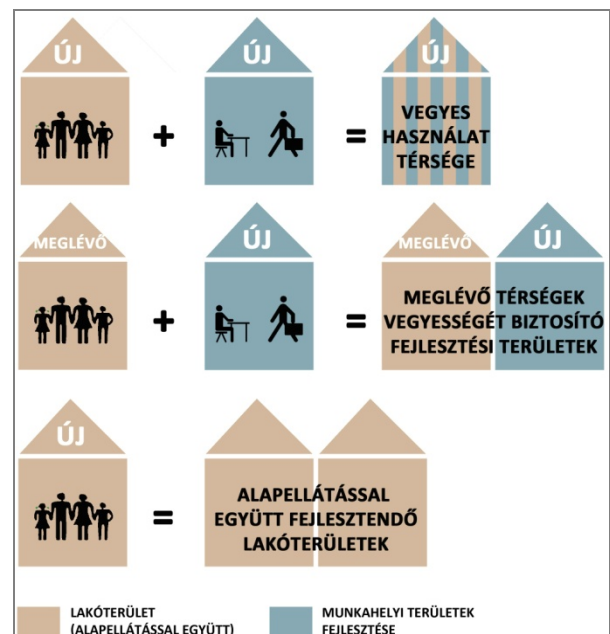 ÚJ
ÚJ
ÚJ
+
=
VEGYES
HASZNÁLAT
TÉRSÉGE
MEGLÉVŐ
ÚJ
MEGLÉVŐ
ÚJ
+
=
MEGLÉVŐ TÉRSÉGEK
VEGYESSÉGÉT BIZTOSÍTÓ
FEJLESZTÉSI TERÜLETEK
ÚJ
=
ALAPELLÁTÁSSAL
EGYÜTT FEJLESZTENDŐ
LAKÓTERÜLETEK
LAKÓTERÜLET
(ALAPELLÁTÁSSAL EGYÜTT)
MUNKAHELYI TERÜLETEK
FEJLESZTÉSE